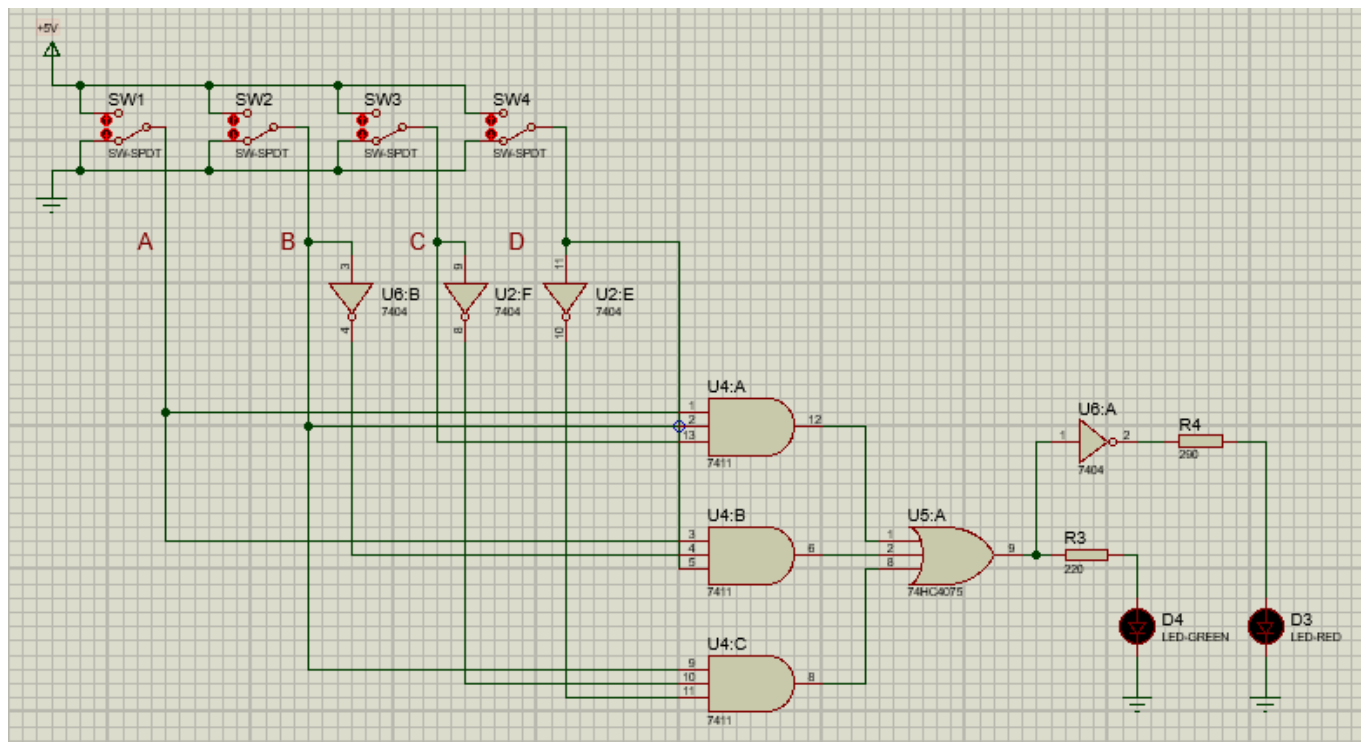 +5V
SW1
SW2
SW3
SW4
SW-SPDT
SW-SPDT
SW-SPDT
SW-SPDT
A
B
C
D
3
9
11
U6:B
7404
U2:F
7404
U2:E
7404
4
8
10
U4:A
1
2
13
12
7411
U6:A
1
2
7404
R4
290
U4:B
3
4
5
6
7411
U5:A
1
2
8
9
74HC4075
R3
220
D4
LED-GREEN
D3
LED-RED
U4:C
9
10
11
8
7411